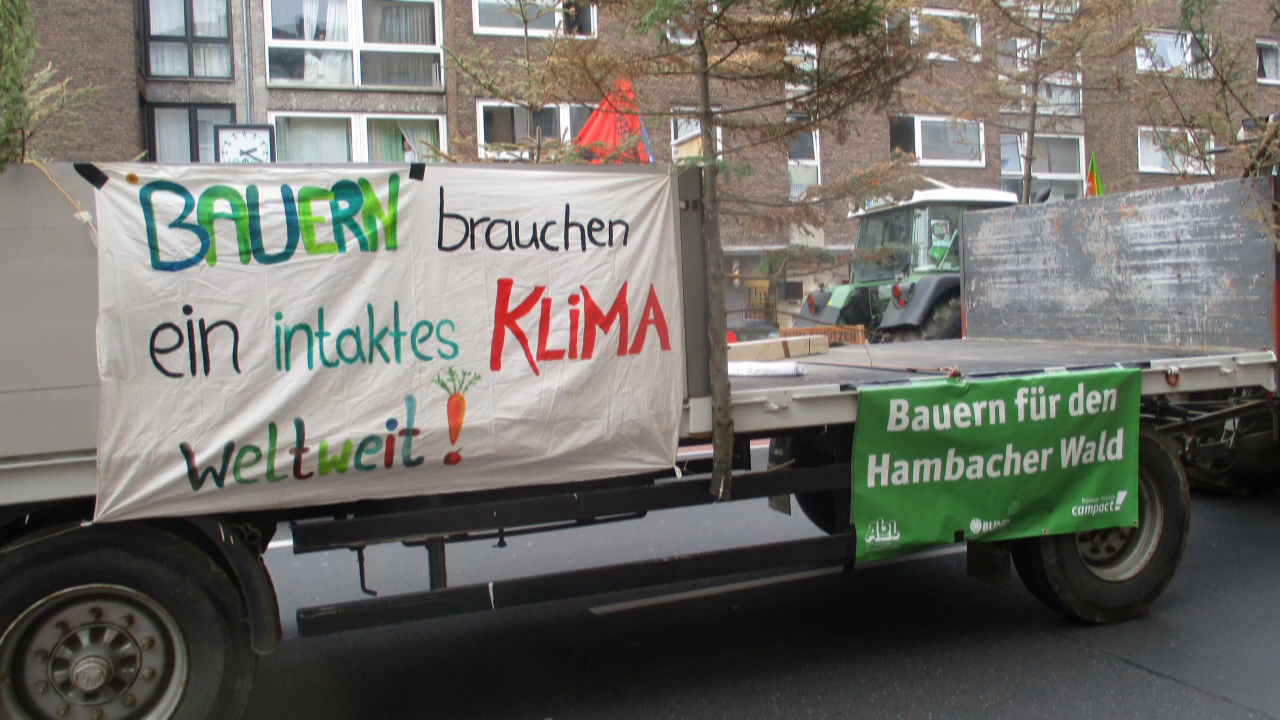 BAUERN brauchen
ein intaktes KLiMA
weltweit!
Bauern für den
Hambacher Wald
AbL
BUND
campact!